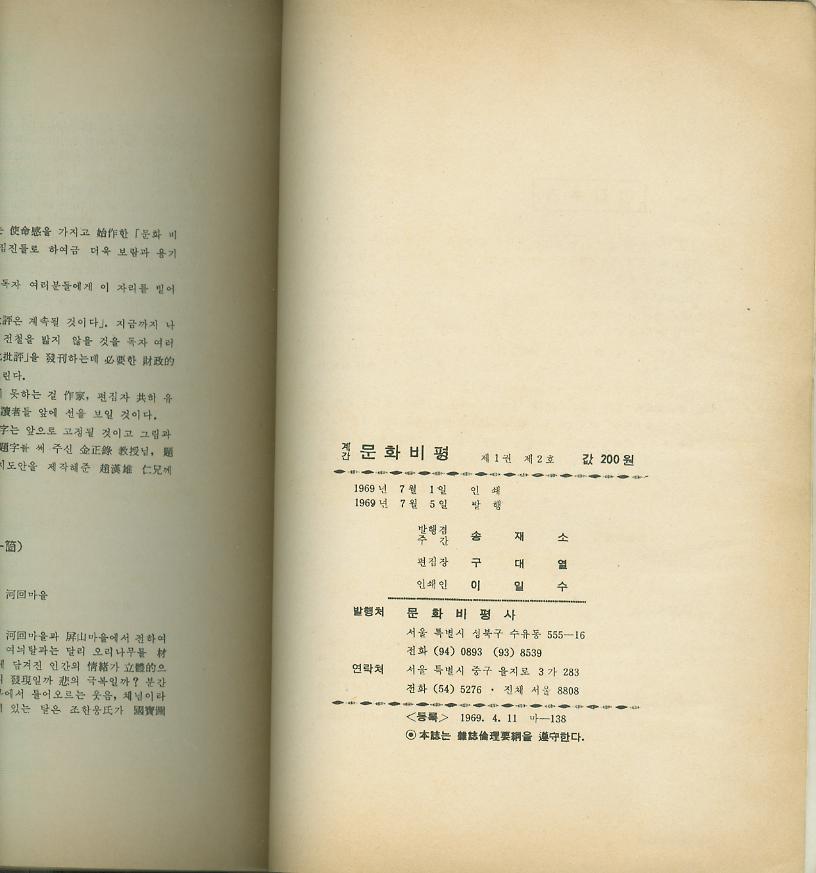 使命感을 가지고 始作한 「문화 비
집진들로 하여금 더욱 보람과 용기
독자 여러분들에게 이 자리를 빌어
批評은 계속될 것이다」. 지금까지 나
전철을 밟지 않을 것을 독자 여러
批評」을 發刊하는데 必要한 財政的
린다.
못하는 걸 作家, 편집자 共히 유
讀者들 앞에 선을 보일 것이다.
字는 앞으로 고정될 것이고 그림과
題字를 써 주신 金正錄 教授님, 題
시도안을 제작해준 趙漢雄 仁兄께
河回마을
河回마을과 屛山마을에서 전하여
여늬탈과는 달리 오리나무를 材
담겨진 인간의 情緖가 立體的으
發現일까 悲의 극복일까? 분간
에서 들어오르는 웃음, 체념이라
있는 탈은 조한웅氏가 國寶圖
계간 문화비평 제1권 제2호 값 200원
1969년 7월 1일 인쇄
1969년 7월 5일 발행
발행겸 주간 송재소
편집장 구대열
인쇄인 이일수
발행처 문화비평사
서울 특별시 성북구 수유동 555—16
전화 (94) 0893 (93) 8539
연락처 서울 특별시 중구 을지로 3가 283
전화 (54) 5276 · 진체 서울 8808
<등록> 1969. 4. 11 마—138
◉ 本誌는 雜誌倫理要綱을 遵守한다.